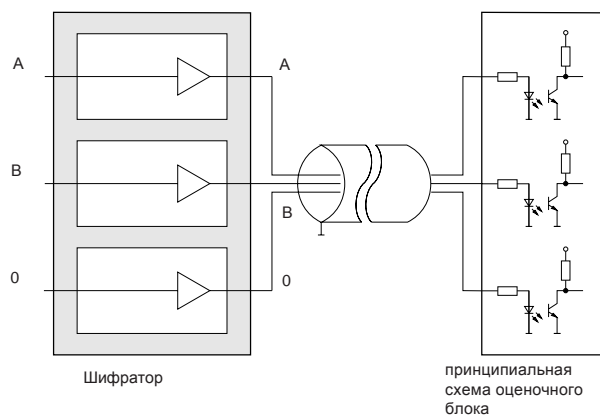 A
A
B
B
0
0
Шифратор
принципиальная
схема оценочного
блока